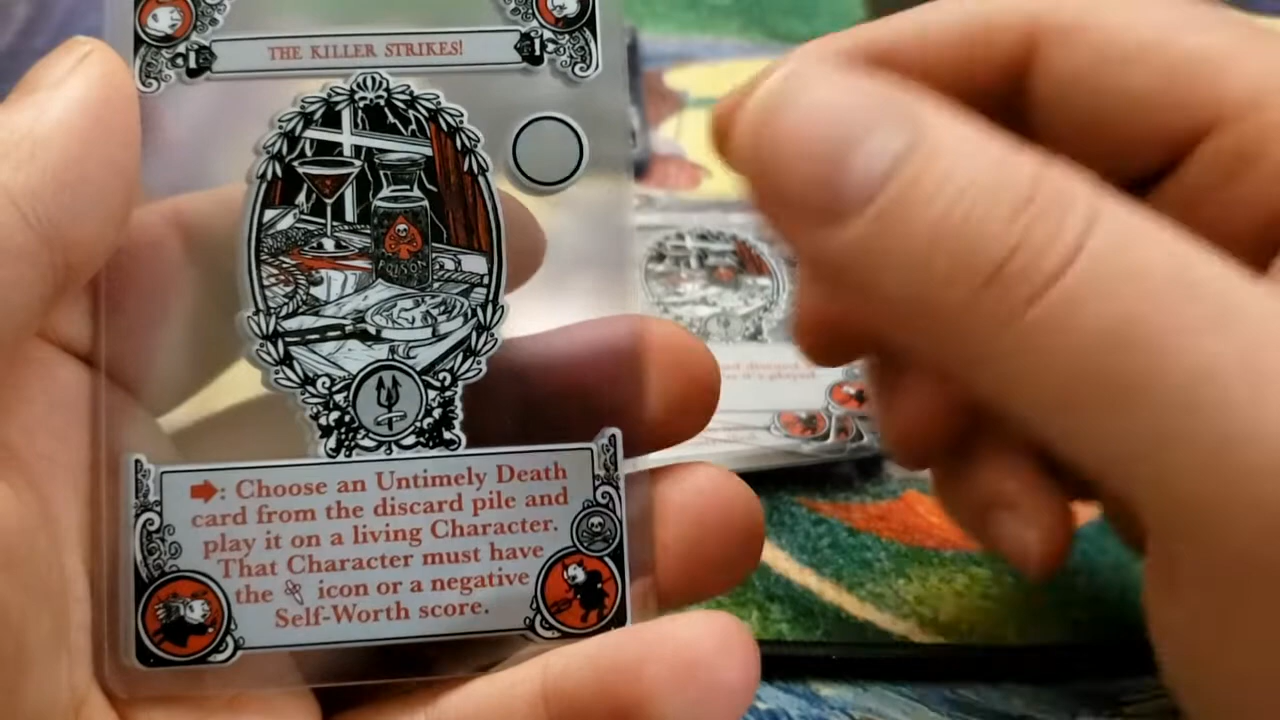 THE KILLER STRIKES!
POISON
: Choose an Untimely Death
card from the discard pile and
play it on a living Character.
That Character must have
the icon or a negative
Self-Worth score.